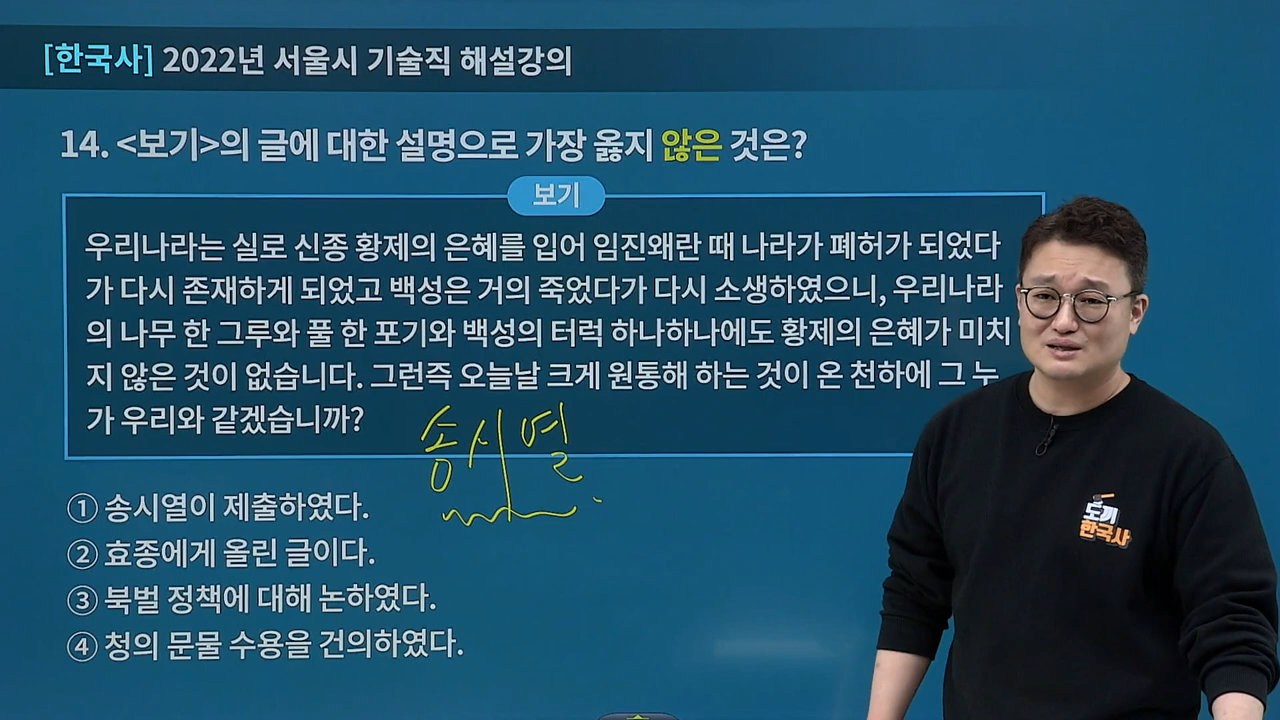 [한국사] 2022년 서울시 기술직 해설강의
14. <보기>의 글에 대한 설명으로 가장 옳지 않은 것은?
보기
우리나라는 실로 신종 황제의 은혜를 입어 임진왜란 때 나라가 폐허가 되었다
가 다시 존재하게 되었고 백성은 거의 죽었다가 다시 소생하였으니, 우리나라
의 나무 한 그루와 풀 한 포기와 백성의 터럭 하나하나에도 황제의 은혜가 미치
지 않은 것이 없습니다. 그런즉 오늘날 크게 원통해 하는 것이 온 천하에 그 누
가 우리와 같겠습니까?
송시열
① 송시열이 제출하였다.
② 효종에게 올린 글이다.
③ 북벌 정책에 대해 논하였다.
④ 청의 문물 수용을 건의하였다.
도끼
한국사